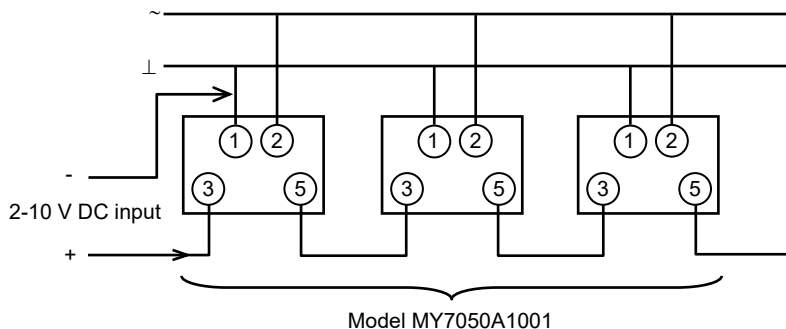 ~
⊥
1 2 1 2 1 2
-
3 5 3 5 3 5
2-10 V DC input
+
Model MY7050A1001